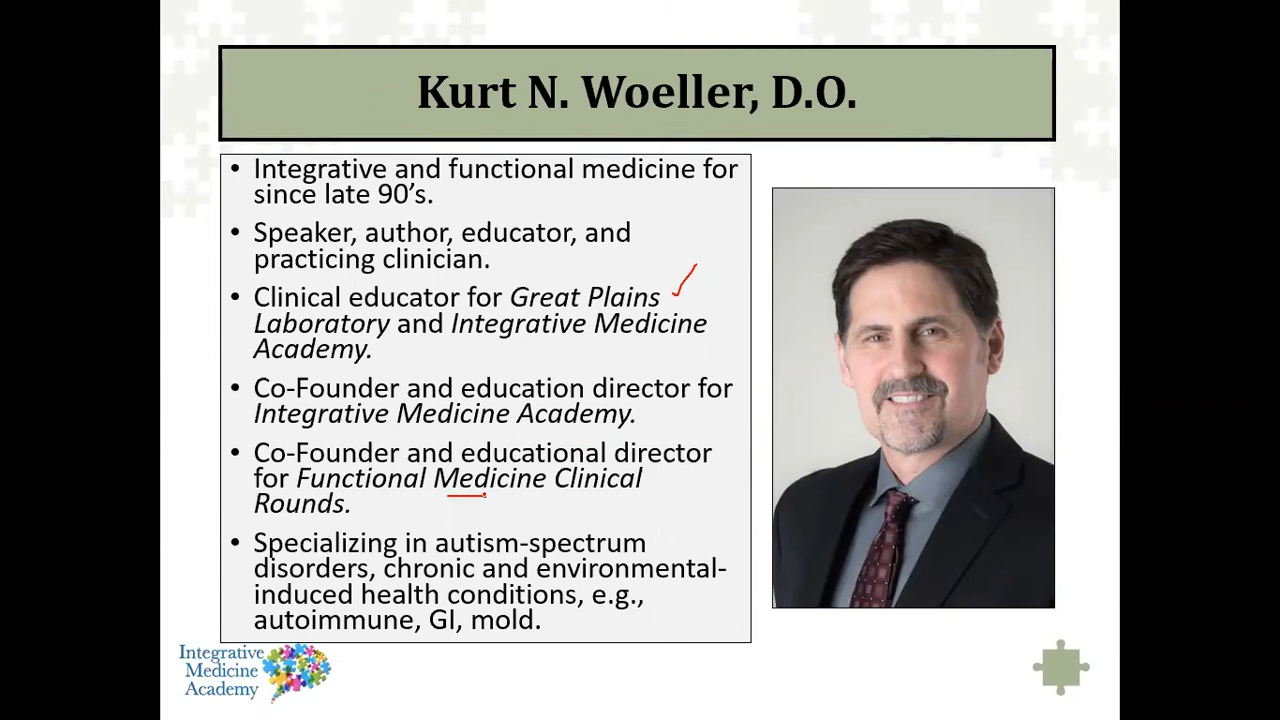 Kurt N. Woeller, D.O.
• Integrative and functional medicine for
since late 90’s.
• Speaker, author, educator, and
practicing clinician.
• Clinical educator for Great Plains
Laboratory and Integrative Medicine
Academy.
• Co-Founder and education director for
Integrative Medicine Academy.
• Co-Founder and educational director
for Functional Medicine Clinical
Rounds.
• Specializing in autism-spectrum
disorders, chronic and environmental-
induced health conditions, e.g.,
autoimmune, GI, mold.
Integrative
Medicine
Academy